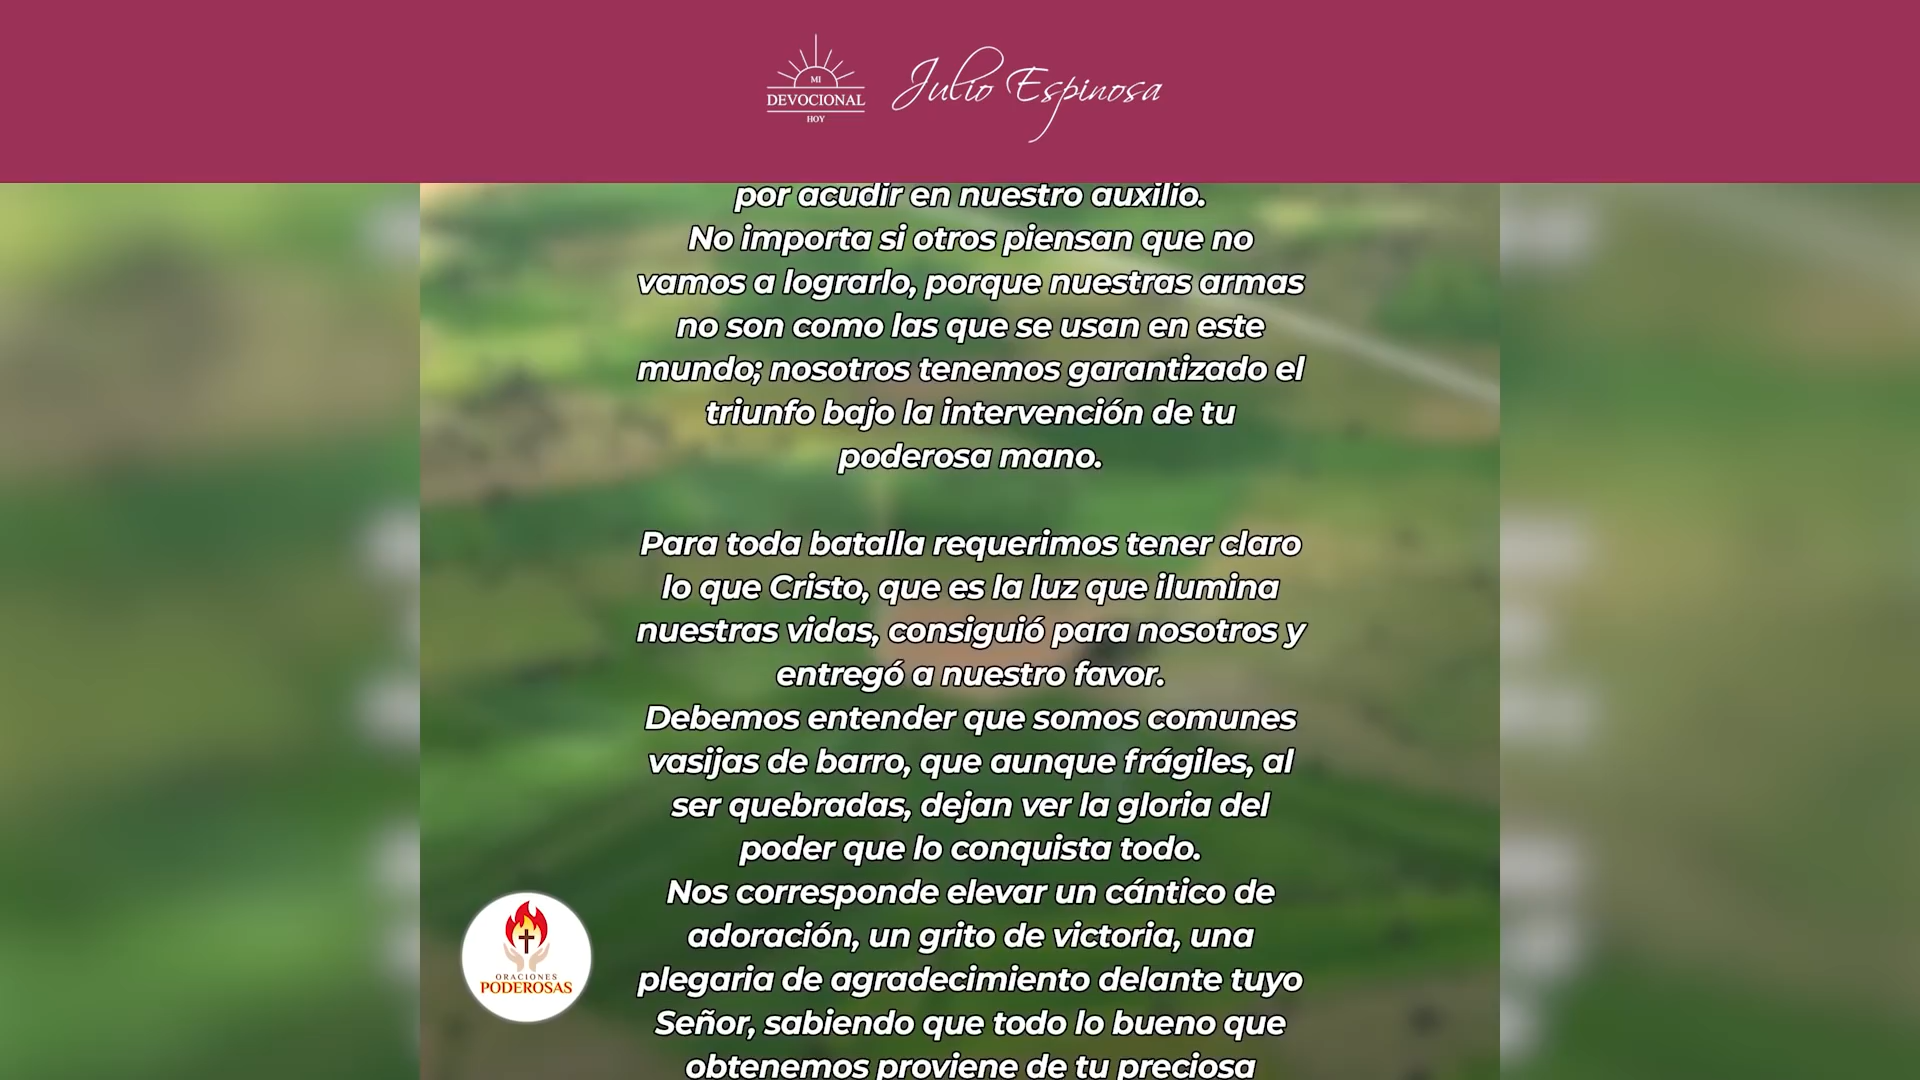 MI
DEVOCIONAL
HOY
Julio Espinosa
por acudir en nuestro auxilio.
No importa si otros piensan que no
vamos a lograrlo, porque nuestras armas
no son como las que se usan en este
mundo; nosotros tenemos garantizado el
triunfo bajo la intervención de tu
poderosa mano.
Para toda batalla requerimos tener claro
lo que Cristo, que es la luz que ilumina
nuestras vidas, consiguió para nosotros y
entregó a nuestro favor.
Debemos entender que somos comunes
vasijas de barro, que aunque frágiles, al
ser quebradas, dejan ver la gloria del
poder que lo conquista todo.
Nos corresponde elevar un cántico de
adoración, un grito de victoria, una
plegaria de agradecimiento delante tuyo
Señor, sabiendo que todo lo bueno que
obtenemos proviene de tu preciosa
ORACIONES
PODEROSAS